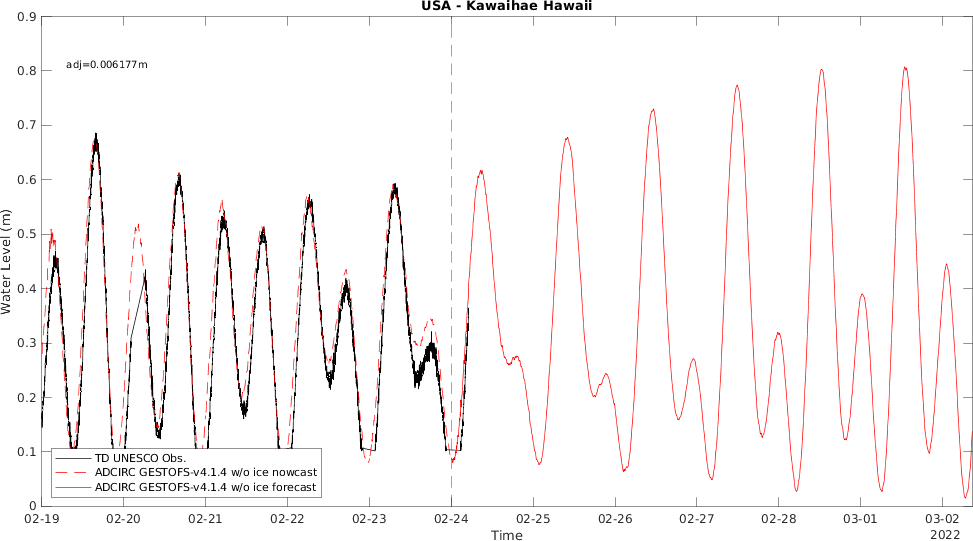 USA - Kawaihae Hawaii
0.9
adj=0.006177m
0.8
0.7
0.6
0.5
0.4
0.3
0.2
0.1
0
Water Level (m)
TD UNESCO Obs.
ADCIRC GESTOFS-v4.1.4 w/o ice nowcast
ADCIRC GESTOFS-v4.1.4 w/o ice forecast
02-19 02-20 02-21 02-22 02-23 02-24 02-25 02-26 02-27 02-28 03-01 03-02
Time
2022